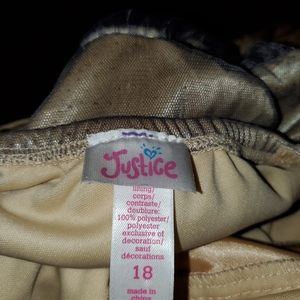 Justice
lining/
corps/
contraste/
doublure:
100% polyester/
polyester
exclusive of
decoration/
sauf
décorations
18
made in
china